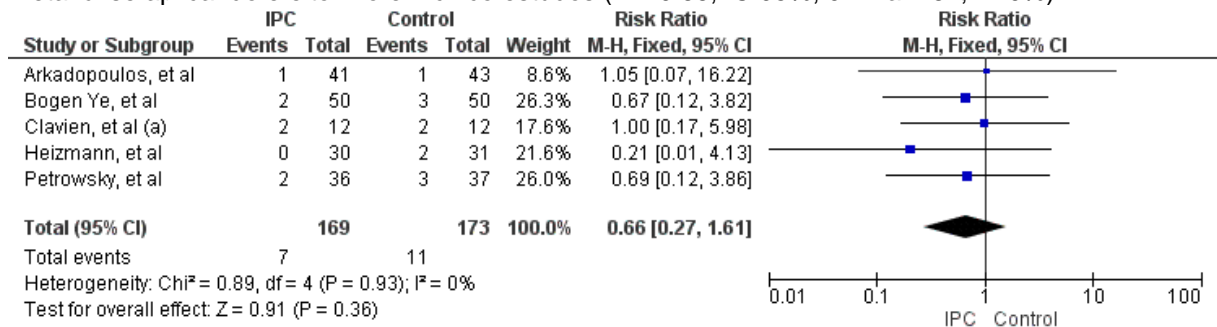 IPC Control Risk Ratio Risk Ratio
Study or Subgroup Events Total Events Total Weight M-H, Fixed, 95% CI M-H, Fixed, 95% CI
Arkadopoulos, et al 1 41 1 43 8.6% 1.05 [0.07, 16.22]
Bogen Ye, et al 2 50 3 50 26.3% 0.67 [0.12, 3.82]
Clavien, et al (a) 2 12 2 12 17.6% 1.00 [0.17, 5.98]
Heizmann, et al 0 30 2 31 21.6% 0.21 [0.01, 4.13]
Petrowsky, et al 2 36 3 37 26.0% 0.69 [0.12, 3.86]
Total (95% CI) 169 173 100.0% 0.66 [0.27, 1.61]
Total events 7 11
Heterogeneity: Chi² = 0.89, df = 4 (P = 0.93); I² = 0%
Test for overall effect: Z = 0.91 (P = 0.36)
0.01 0.1 1 10 100
IPC Control